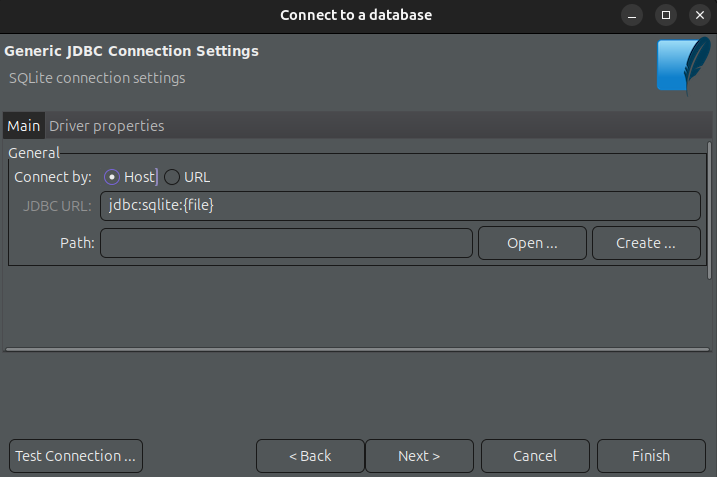 Connect to a database
Generic JDBC Connection Settings
SQLite connection settings
Main Driver properties
General
Connect by: Host URL
JDBC URL: jdbc:sqlite:{file}
Path: Open ... Create ...
Test Connection ... < Back Next > Cancel Finish